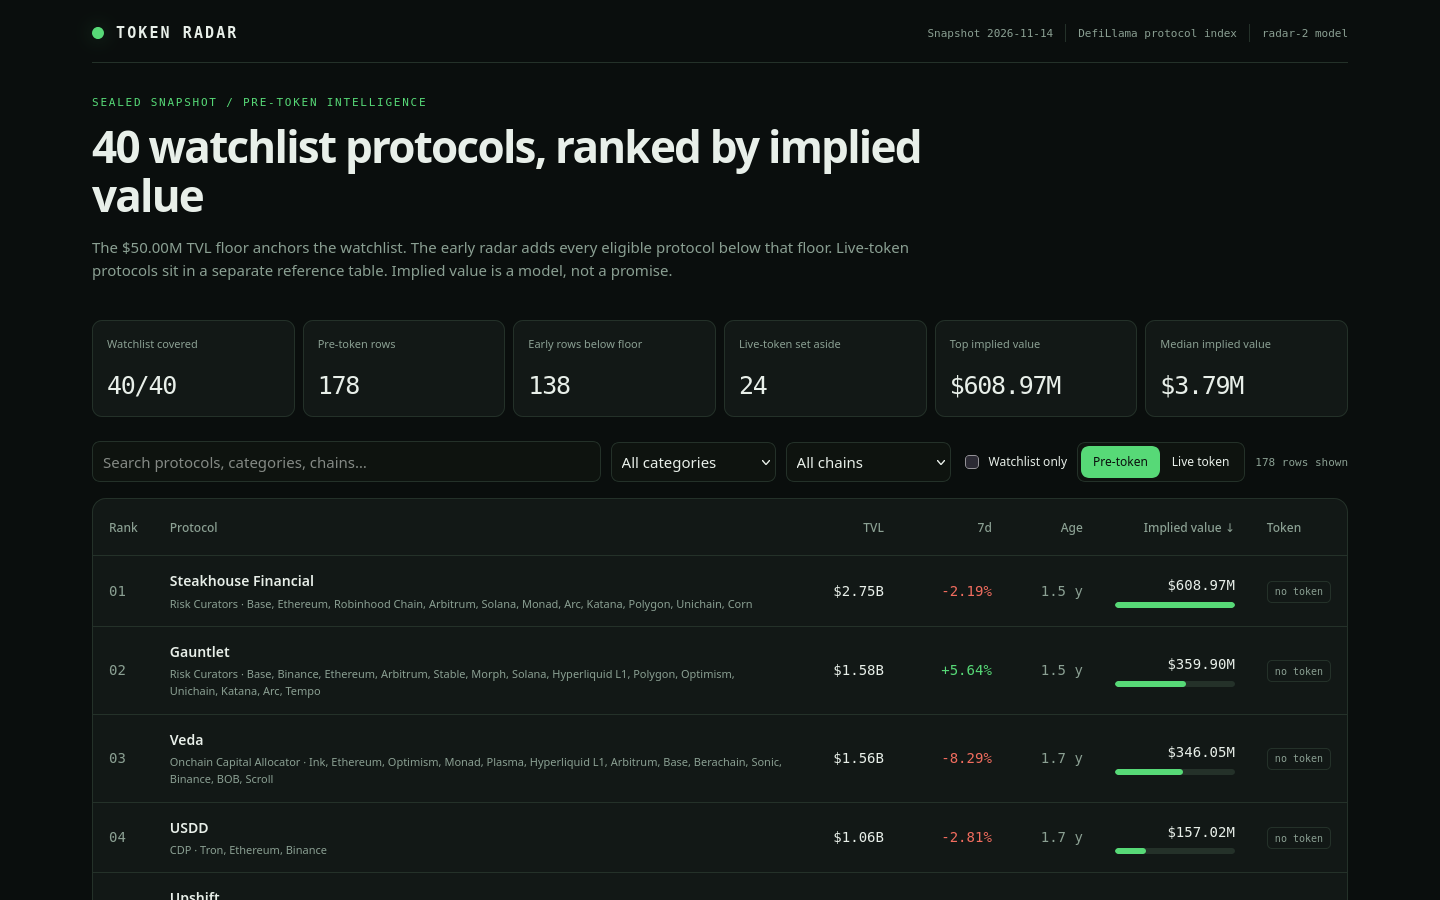 TOKEN RADAR
Snapshot 2026-11-14
DefiLlama protocol index
radar-2 model
SEALED SNAPSHOT / PRE-TOKEN INTELLIGENCE
40 watchlist protocols, ranked by implied
value
The $50.00M TVL floor anchors the watchlist. The early radar adds every eligible protocol below that floor. Live-token
protocols sit in a separate reference table. Implied value is a model, not a promise.
Watchlist covered
40/40
Pre-token rows
178
Early rows below floor
138
Live-token set aside
24
Top implied value
$608.97M
Median implied value
$3.79M
Search protocols, categories, chains...
All categories
All chains
Watchlist only
Pre-token
Live token
178 rows shown
Rank Protocol TVL 7d Age Implied value ↓ Token
01 Steakhouse Financial $2.75B -2.19% 1.5 y $608.97M no token
Risk Curators · Base, Ethereum, Robinhood Chain, Arbitrum, Solana, Monad, Arc, Katana, Polygon, Unichain, Corn
02 Gauntlet $1.58B +5.64% 1.5 y $359.90M no token
Risk Curators · Base, Binance, Ethereum, Arbitrum, Stable, Morph, Solana, Hyperliquid L1, Polygon, Optimism,
Unichain, Katana, Arc, Tempo
03 Veda $1.56B -8.29% 1.7 y $346.05M no token
Onchain Capital Allocator · Ink, Ethereum, Optimism, Monad, Plasma, Hyperliquid L1, Arbitrum, Base, Berachain, Sonic,
Binance, BOB, Scroll
04 USDD $1.06B -2.81% 1.7 y $157.02M no token
CDP · Tron, Ethereum, Binance
Upshift